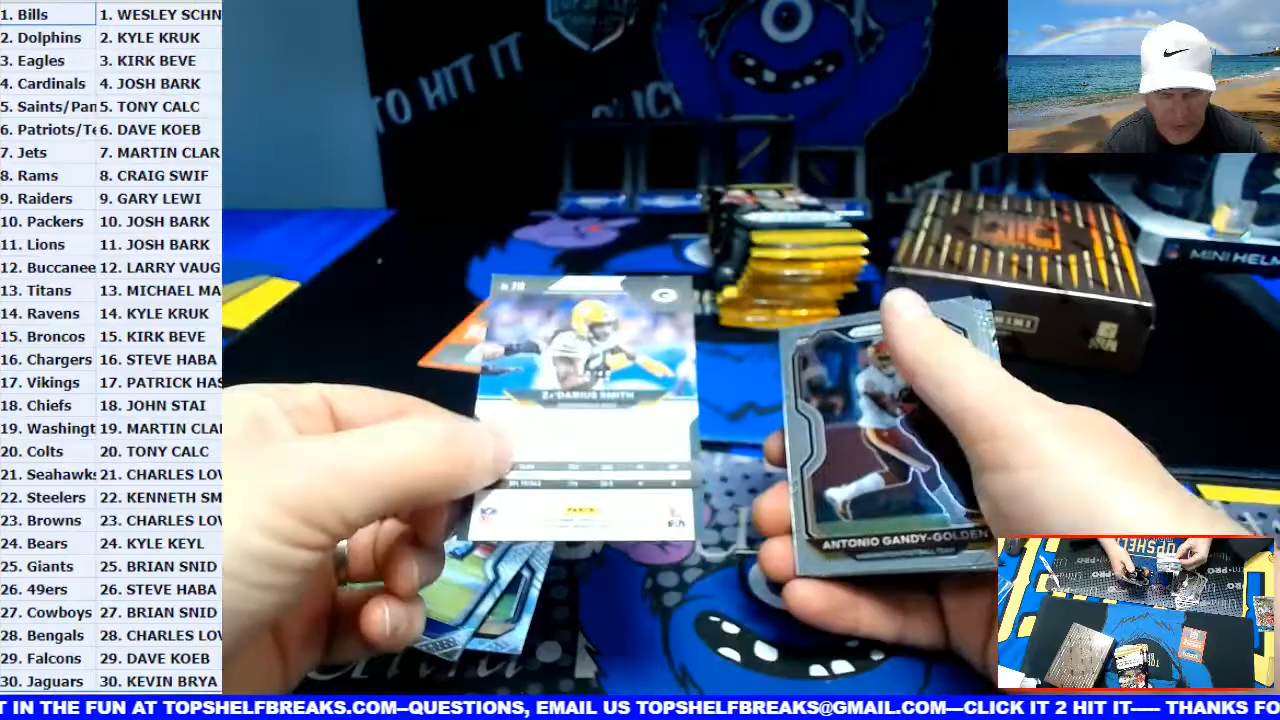 1. Bills 1. WESLEY SCHN
2. Dolphins 2. KYLE KRUK
3. Eagles 3. KIRK BEVE
4. Cardinals 4. JOSH BARK
5. Saints/Pan 5. TONY CALC
6. Patriots/Te 6. DAVE KOEB
7. Jets 7. MARTIN CLAR
8. Rams 8. CRAIG SWIF
9. Raiders 9. GARY LEWI
10. Packers 10. JOSH BARK
11. Lions 11. JOSH BARK
12. Buccanee 12. LARRY VAUG
13. Titans 13. MICHAEL MA
14. Ravens 14. KYLE KRUK
15. Broncos 15. KIRK BEVE
16. Chargers 16. STEVE HABA
17. Vikings 17. PATRICK HAS
18. Chiefs 18. JOHN STAI
19. Washingt 19. MARTIN CLAI
20. Colts 20. TONY CALC
21. Seahawks 21. CHARLES LOV
22. Steelers 22. KENNETH SM
23. Browns 23. CHARLES LOV
24. Bears 24. KYLE KEYL
25. Giants 25. BRIAN SNID
26. 49ers 26. STEVE HABA
27. Cowboys 27. BRIAN SNID
28. Bengals 28. CHARLES LOV
29. Falcons 29. DAVE KOEB
30. Jaguars 30. KEVIN BRYA
TO HIT IT
CLICK
MINI HELM
PANINI
G
ZA'DARIUS SMITH
PANINI
ANTONIO GANDY-GOLDEN
TOPSHELF
T IN THE FUN AT TOPSHELFBREAKS.COM--QUESTIONS, EMAIL US TOPSHELFBREAKS@GMAIL.COM—CLICK IT 2 HIT IT---- THANKS FO